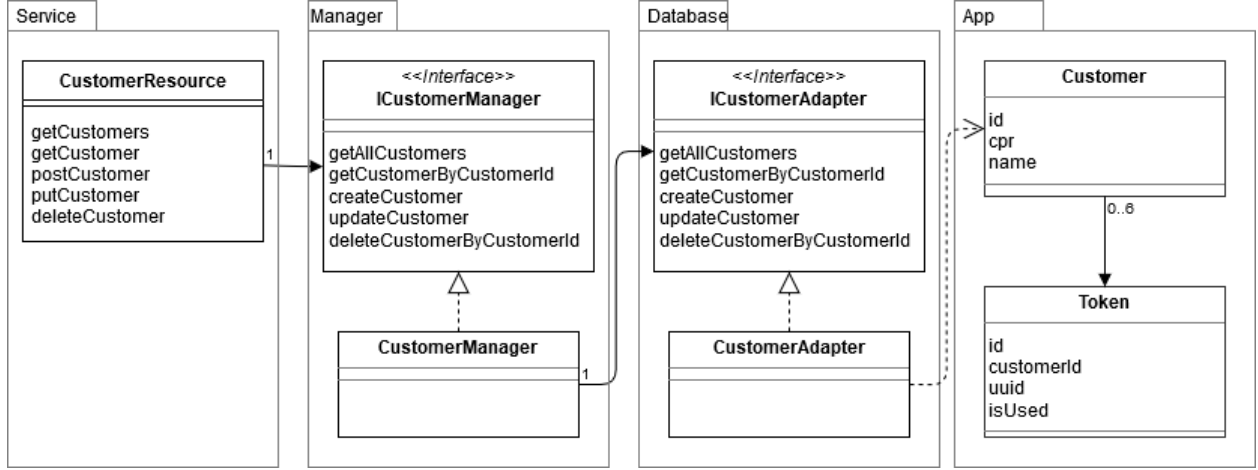 Service
CustomerResource
getCustomers
getCustomer
postCustomer
putCustomer
deleteCustomer
1
Manager
<<Interface>>
ICustomerManager
getAllCustomers
getCustomerByCustomerId
createCustomer
updateCustomer
deleteCustomerByCustomerId
CustomerManager
1
Database
<<Interface>>
ICustomerAdapter
getAllCustomers
getCustomerByCustomerId
createCustomer
updateCustomer
deleteCustomerByCustomerId
CustomerAdapter
App
Customer
id
cpr
name
0..6
Token
id
customerId
uuid
isUsed